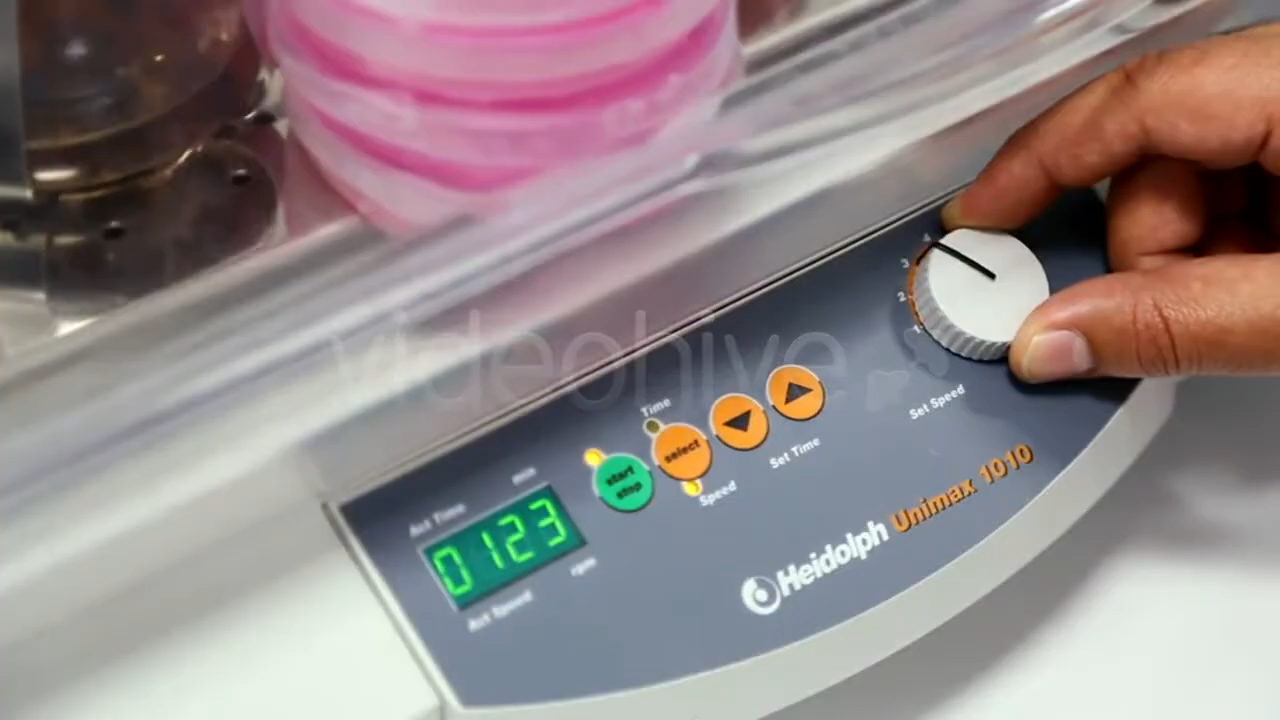 videohive
4
3
2
1
Set Speed
Time
start
stop
select
Speed
Set Time
Act Time
min
0123
rpm
Act Speed
Heidolph Unimax 1010